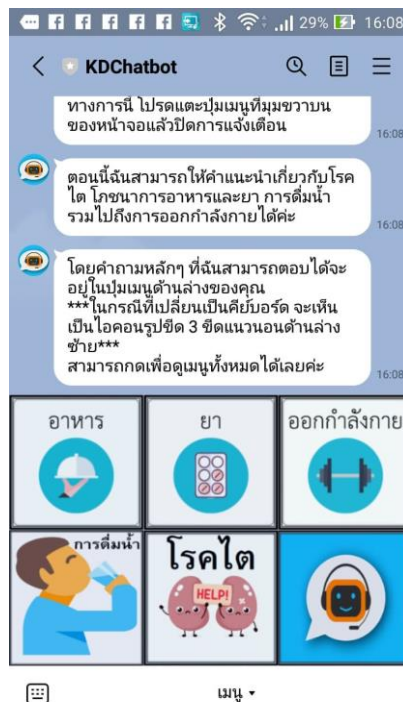 29% 16:08
KDChatbot
ทางการนี้ โปรดแตะปุ่มเมนูที่มุมขวาบน
ของหน้าจอแล้วปิดการแจ้งเตือน
16:08
ตอนนี้ฉันสามารถให้คำแนะนำเกี่ยวกับโรค
ไต โภชนาการอาหารและยา การดื่มน้ำ
รวมไปถึงการออกกำลังกายได้ค่ะ
16:08
โดยคำถามหลักๆ ที่ฉันสามารถตอบได้จะ
อยู่ในปุ่มเมนูด้านล่างของคุณ
***ในกรณีที่เปลี่ยนเป็นคีย์บอร์ด จะเห็น
เป็นไอคอนรูปขีด 3 ขีดแนวนอนด้านล่าง
ซ้าย***
สามารถกดเพื่อดูเมนูทั้งหมดได้เลยค่ะ
16:08
อาหาร
ยา
ออกกำลังกาย
การดื่มน้ำ
โรคไต
HELP!
เมนู